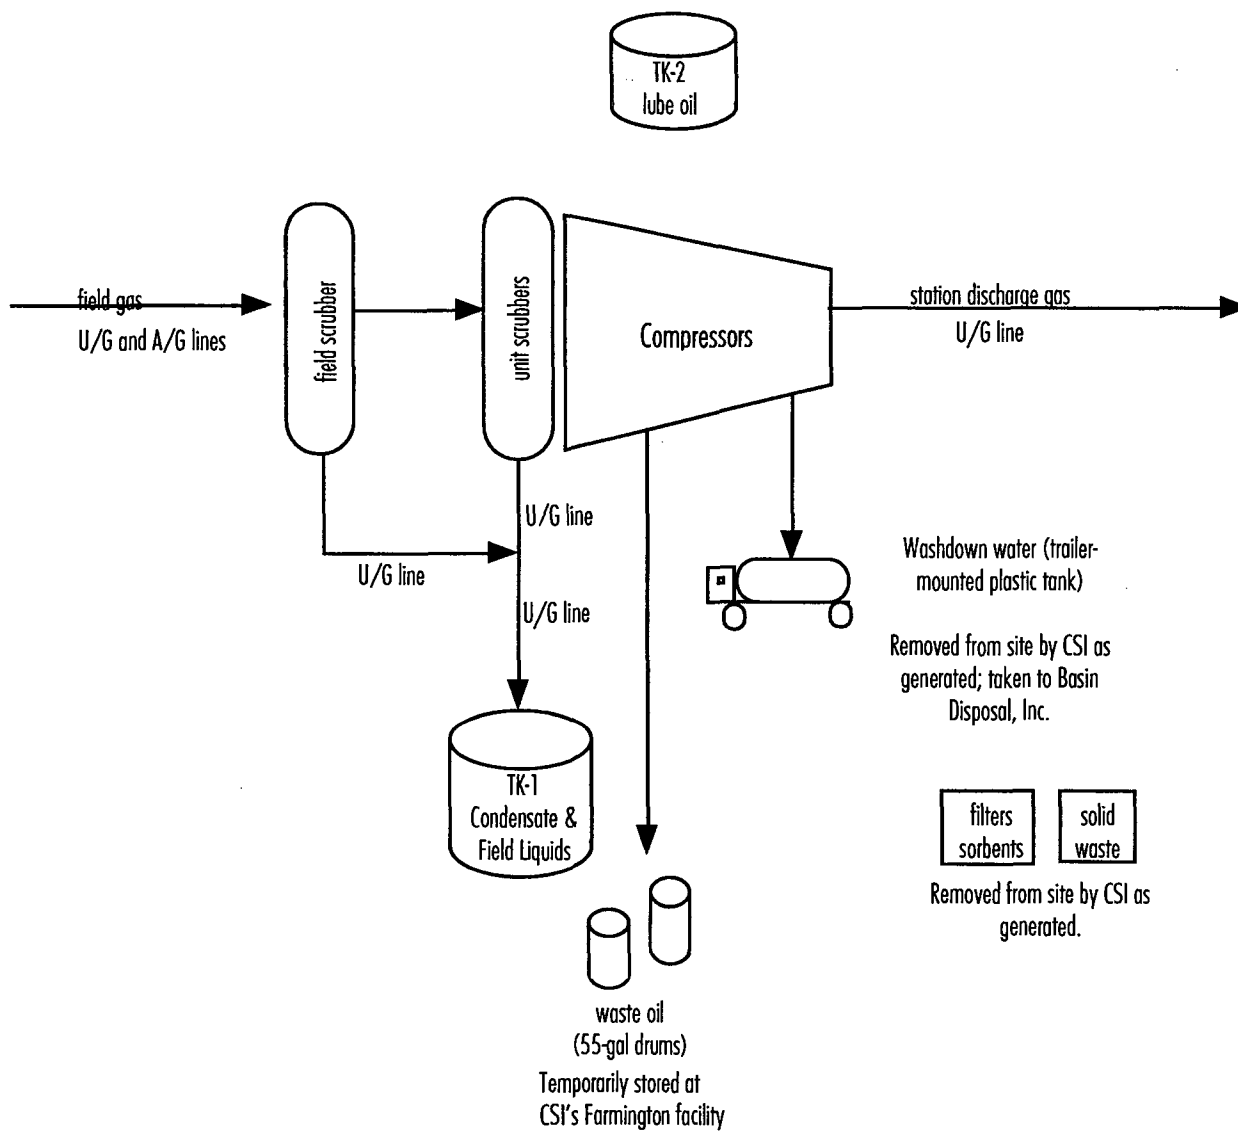 TK-2
lube oil
field gas
U/G and A/G lines
field scrubber
unit scrubbers
Compressors
station discharge gas
U/G line
U/G line
U/G line
U/G line
Washdown water (trailer-
mounted plastic tank)
Removed from site by CSI as
generated; taken to Basin
Disposal, Inc.
TK-1
Condensate &
Field Liquids
filters
sorbents
solid
waste
Removed from site by CSI as
generated.
waste oil
(55-gal drums)
Temporarily stored at
CSI's Farmington facility